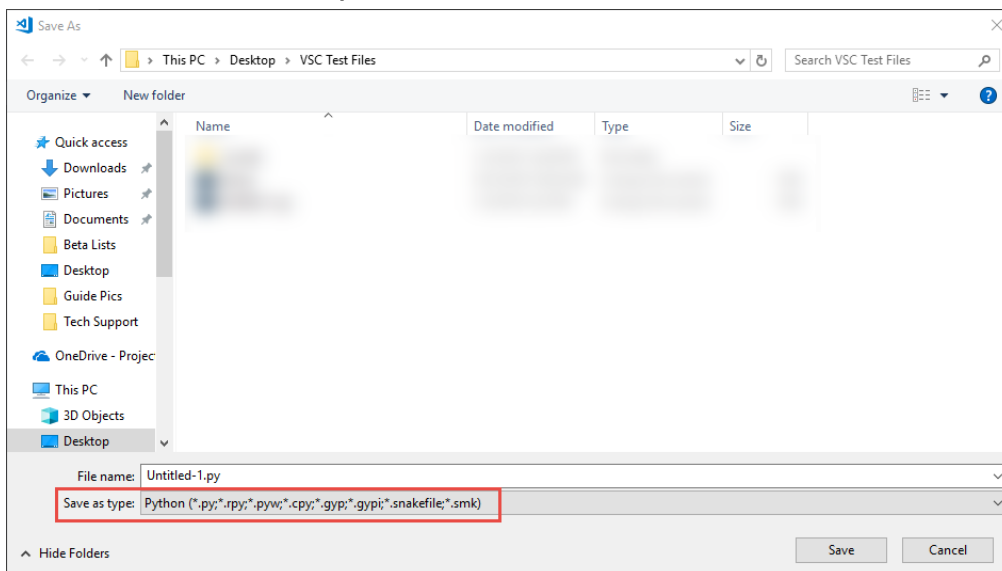 Save As
This PC > Desktop > VSC Test Files
Search VSC Test Files
Organize
New folder
Name Date modified Type Size
Quick access
Downloads
Pictures
Documents
Beta Lists
Desktop
Guide Pics
Tech Support
OneDrive - Projec
This PC
3D Objects
Desktop
File name: Untitled-1.py
Save as type: Python (*.py;*.rpy;*.pyw;*.cpy;*.gyp;*.gypi;*.snakefile;*.smk)
Hide Folders
Save
Cancel